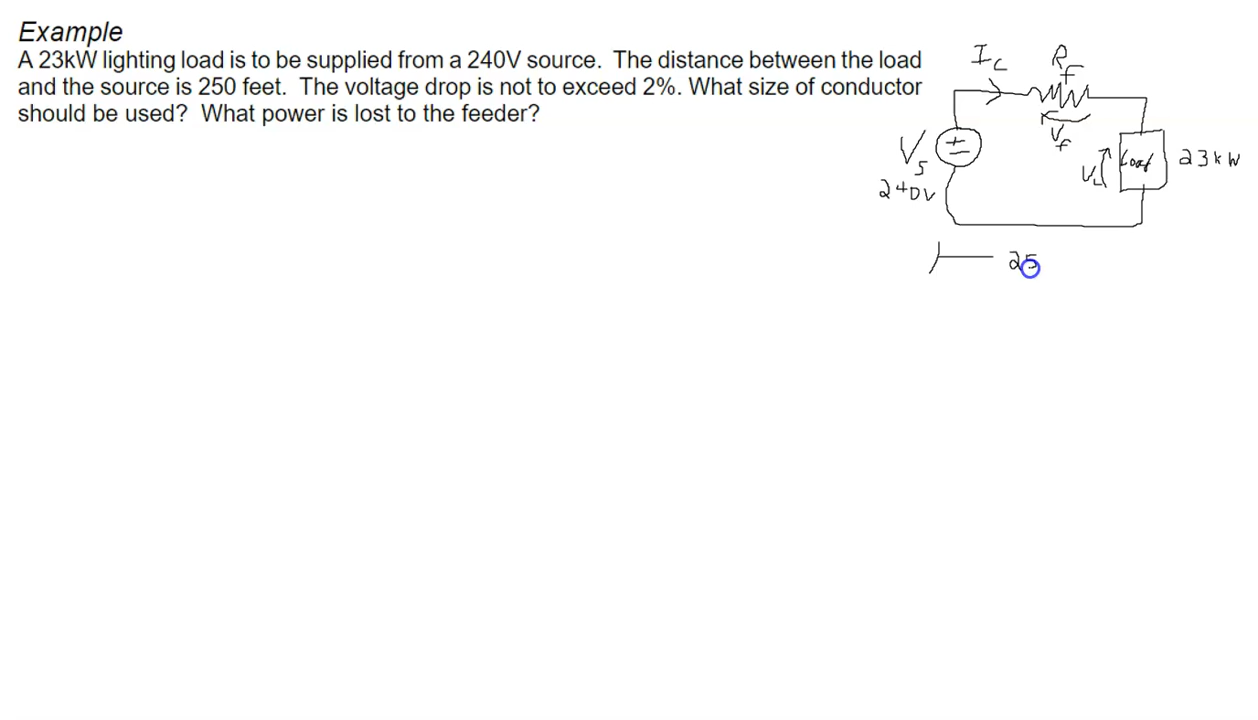 Example
A 23kW lighting load is to be supplied from a 240V source. The distance between the load
and the source is 250 feet. The voltage drop is not to exceed 2%. What size of conductor
should be used? What power is lost to the feeder?
I_C R_f
V_f
V_S + V_L Load 23kW
240V
25